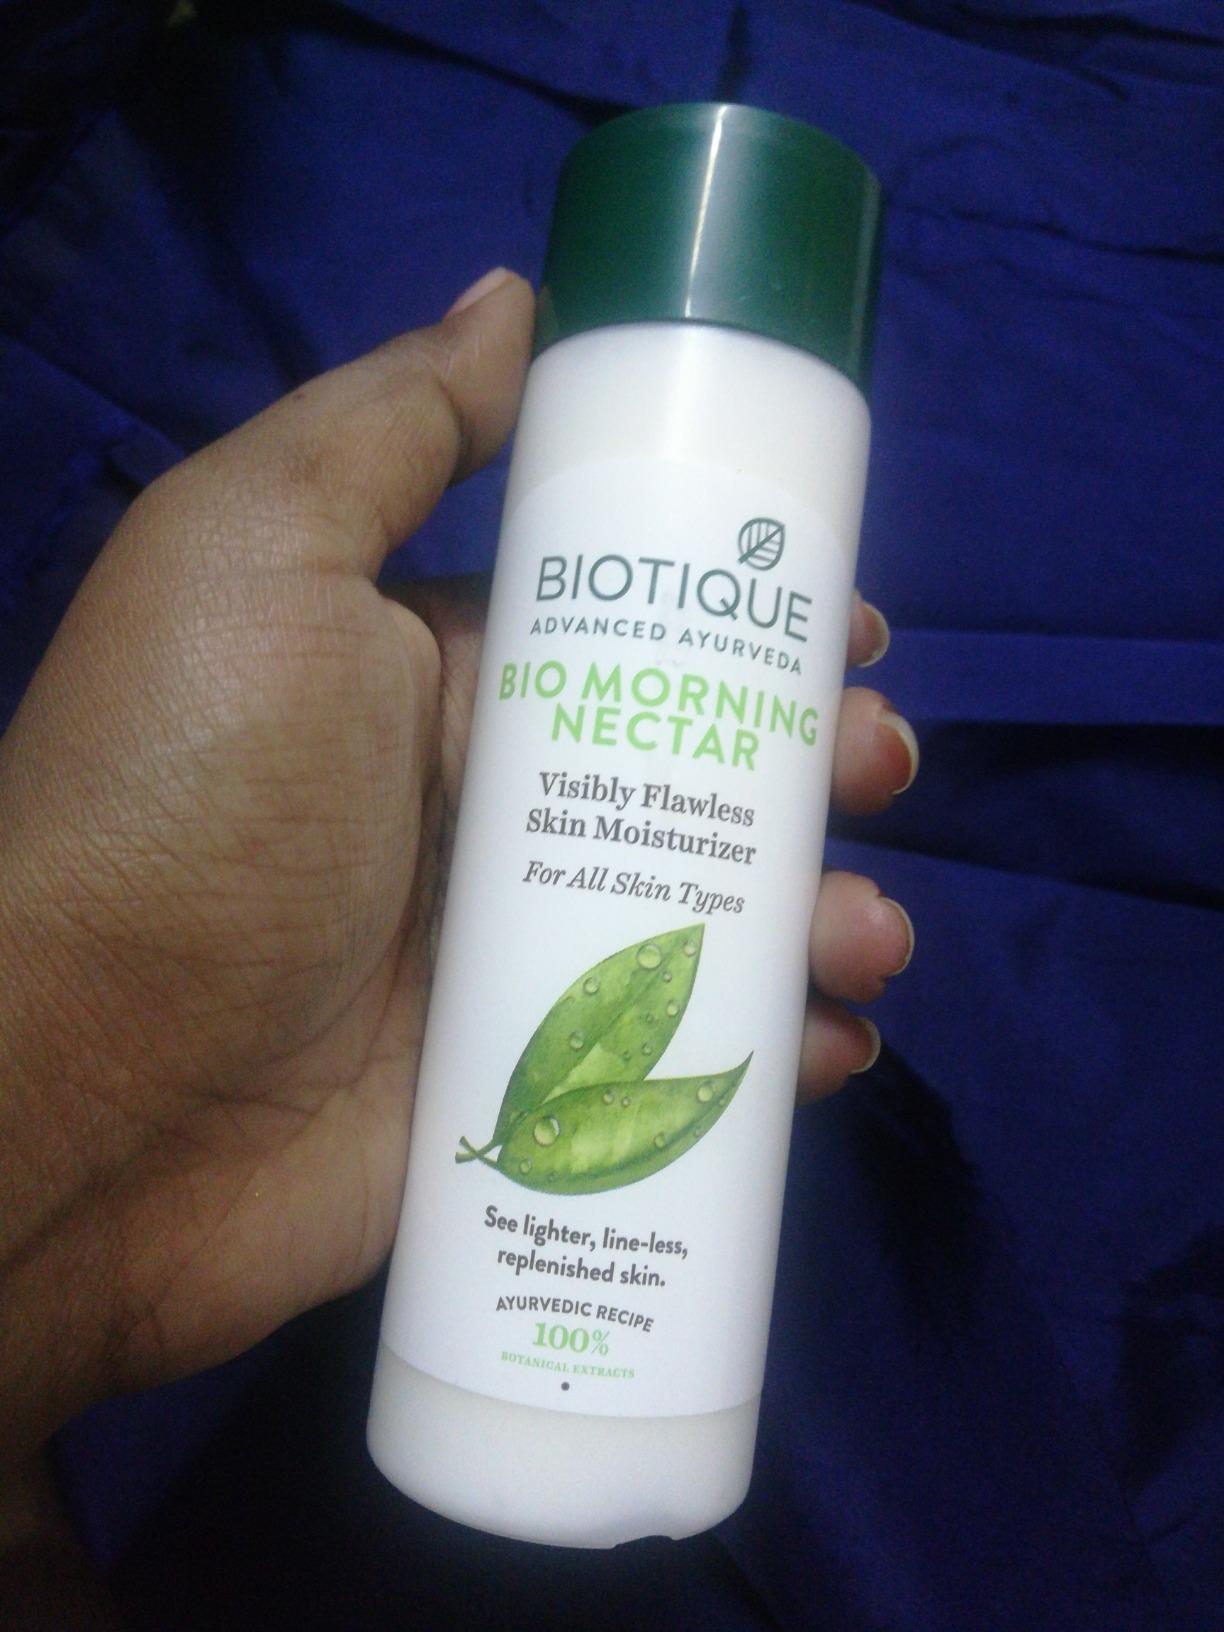 BIOTIQUE
ADVANCED AYURVEDA
BIO MORNING
NECTAR
Visibly Flawless
Skin Moisturizer
For All Skin Types
See lighter, line-less,
replenished skin.
AYURVEDIC RECIPE
100%
BOTANICAL EXTRACTS